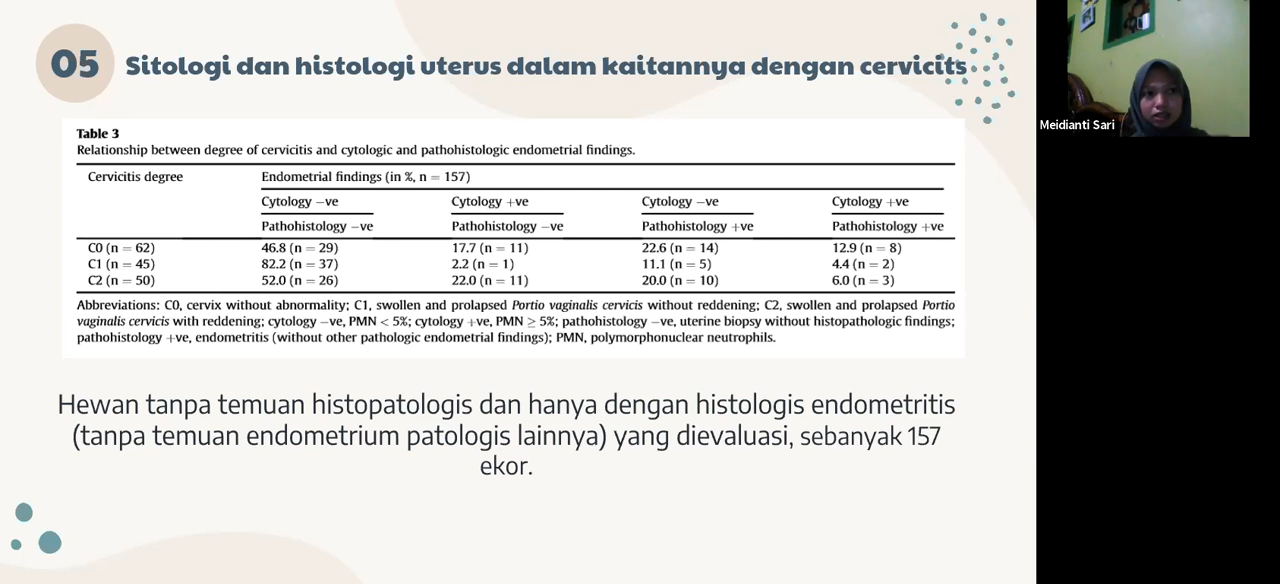 05 Sitologi dan histologi uterus dalam kaitannya dengan cervicits
Table 3
Relationship between degree of cervicitis and cytologic and pathohistologic endometrial findings.
Cervicitis degree Endometrial findings (in %, n = 157)
Cytology −ve Cytology +ve Cytology −ve Cytology +ve
Pathohistology −ve Pathohistology −ve Pathohistology +ve Pathohistology +ve
C0 (n = 62) 46.8 (n = 29) 17.7 (n = 11) 22.6 (n = 14) 12.9 (n = 8)
C1 (n = 45) 82.2 (n = 37) 2.2 (n = 1) 11.1 (n = 5) 4.4 (n = 2)
C2 (n = 50) 52.0 (n = 26) 22.0 (n = 11) 20.0 (n = 10) 6.0 (n = 3)
Abbreviations: C0, cervix without abnormality; C1, swollen and prolapsed Portio vaginalis cervicis without reddening; C2, swollen and prolapsed Portio
vaginalis cervicis with reddening; cytology −ve, PMN < 5%; cytology +ve, PMN ≥ 5%; pathohistology −ve, uterine biopsy without histopathologic findings;
pathohistology +ve, endometritis (without other pathologic endometrial findings); PMN, polymorphonuclear neutrophils.
Hewan tanpa temuan histopatologis dan hanya dengan histologis endometritis
(tanpa temuan endometrium patologis lainnya) yang dievaluasi, sebanyak 157
ekor.
Meidianti Sari